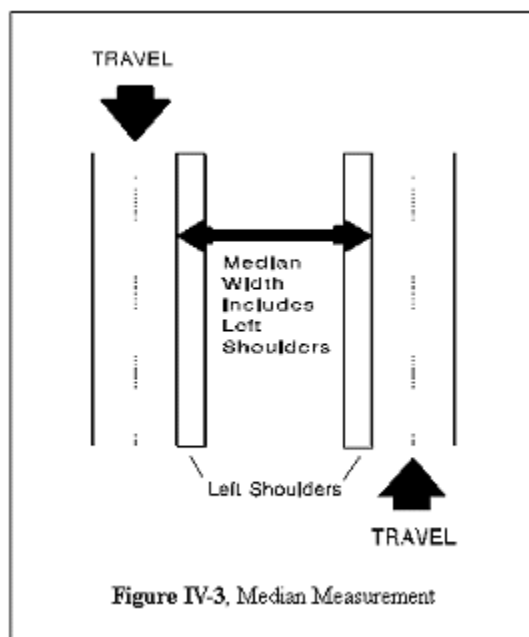 TRAVEL
Median
Width
Includes
Left
Shoulders
Left Shoulders
TRAVEL
Figure IV-3, Median Measurement